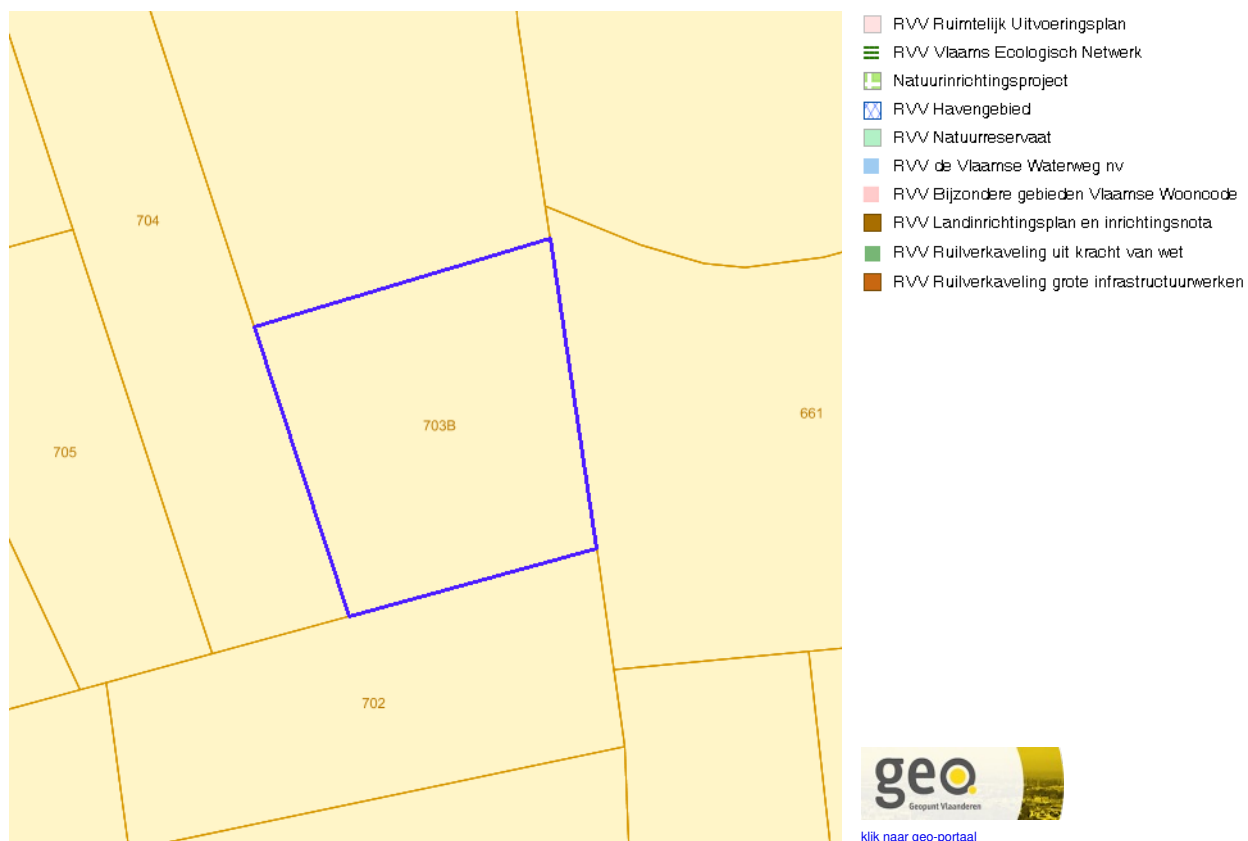 704
703B
705
661
702
RVV Ruimtelijk Uitvoeringsplan
RVV Vlaams Ecologisch Netwerk
Natuurinrichtingsproject
RVV Havengebied
RVV Natuurreservaat
RVV de Vlaamse Waterweg nv
RVV Bijzondere gebieden Vlaamse Wooncode
RVV Landinrichtingsplan en inrichtingsnota
RVV Ruilverkaveling uit kracht van wet
RVV Ruilverkaveling grote infrastructuurwerken
geo
Geopunt Vlaanderen
klik naar geo-portaal